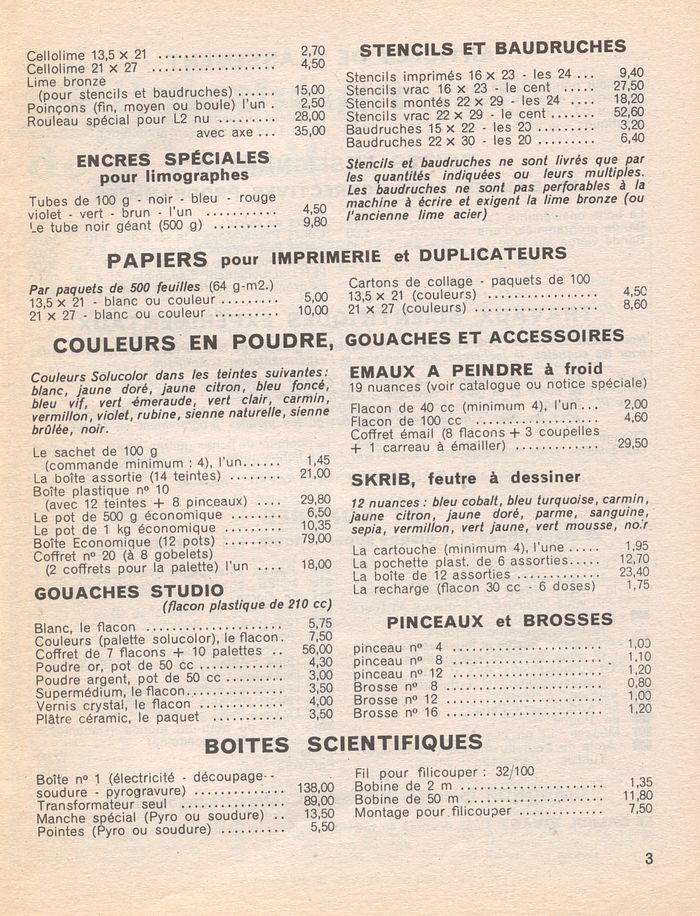 Cellolime 13,5 × 21 .................... 2,70
Cellolime 21 × 27 .................... 4,50
Lime bronze
(pour stencils et baudruches) ...... 15,00
Poinçons (fin, moyen ou boule) l'un . 2,50
Rouleau spécial pour L2 nu ......... 28,00
avec axe ... 35,00
ENCRES SPÉCIALES
pour limographes
Tubes de 100 g - noir - bleu - rouge
violet - vert - brun - l'un ........... 4,50
Le tube noir géant (500 g) .......... 9,80
STENCILS ET BAUDRUCHES
Stencils imprimés 16 × 23 - les 24 ... 9,40
Stencils vrac 16 × 23 - le cent ..... 27,50
Stencils montés 22 × 29 - les 24 .... 18,20
Stencils vrac 22 × 29 - le cent ...... 52,60
Baudruches 15 × 22 - les 20 ......... 3,20
Baudruches 22 × 30 - les 20 ......... 6,40
Stencils et baudruches ne sont livrés que par
les quantités indiquées ou leurs multiples.
Les baudruches ne sont pas perforables à la
machine à écrire et exigent la lime bronze (ou
l'ancienne lime acier)
PAPIERS pour IMPRIMERIE et DUPLICATEURS
Par paquets de 500 feuilles (64 g-m2.)
13,5 × 21 - blanc ou couleur ......... 5,00
21 × 27 - blanc ou couleur .......... 10,00
Cartons de collage - paquets de 100
13,5 × 21 (couleurs) ................. 4,50
21 × 27 (couleurs) ................... 8,60
COULEURS EN POUDRE, GOUACHES ET ACCESSOIRES
Couleurs Solucolor dans les teintes suivantes:
blanc, jaune doré, jaune citron, bleu foncé,
bleu vif, vert émeraude, vert clair, carmin,
vermillon, violet, rubine, sienne naturelle, sienne
brûlée, noir.
Le sachet de 100 g
(commande minimum : 4), l'un...... 1,45
La boîte assortie (14 teintes) ........ 21,00
Boîte plastique nº 10
(avec 12 teintes + 8 pinceaux) .... 29,80
Le pot de 500 g économique ......... 6,50
Le pot de 1 kg économique .......... 10,35
Boîte Economique (12 pots) .......... 79,00
Coffret nº 20 (à 8 gobelets)
(2 coffrets pour la palette) l'un .... 18,00
GOUACHES STUDIO
(flacon plastique de 210 cc)
Blanc, le flacon .................... 5,75
Couleurs (palette solucolor), le flacon. 7,50
Coffret de 7 flacons + 10 palettes .. 56,00
Poudre or, pot de 50 cc ............. 4,30
Poudre argent, pot de 50 cc ......... 3,00
Supermédium, le flacon............... 3,50
Vernis crystal, le flacon ............ 4,00
Plâtre céramic, le paquet ........... 3,50
EMAUX A PEINDRE à froid
19 nuances (voir catalogue ou notice spéciale)
Flacon de 40 cc (minimum 4), l'un ... 2,00
Flacon de 100 cc .................... 4,60
Coffret émail (8 flacons + 3 coupelles
+ 1 carreau à émailler) ............ 29,50
SKRIB, feutre à dessiner
12 nuances : bleu cobalt, bleu turquoise, carmin,
jaune citron, jaune doré, parme, sanguine,
sepia, vermillon, vert jaune, vert mousse, noir
La cartouche (minimum 4), l'une ..... 1,95
La pochette plast. de 6 assorties..... 12,70
La boîte de 12 assorties ............. 23,40
La recharge (flacon 30 cc - 6 doses) 1,75
PINCEAUX et BROSSES
pinceau nº 4 ....................... 1,00
pinceau nº 8 ....................... 1,10
pinceau nº 12 ...................... 1,20
Brosse nº 8 ........................ 0,80
Brosse nº 12 ....................... 1,00
Brosse nº 16 ....................... 1,20
BOITES SCIENTIFIQUES
Boîte nº 1 (électricité - découpage--
soudure - pyrogravure) ............. 138,00
Transformateur seul ................ 89,00
Manche spécial (Pyro ou soudure) .. 13,50
Pointes (Pyro ou soudure) .......... 5,50
Fil pour filicouper : 32/100
Bobine de 2 m ..................... 1,35
Bobine de 50 m .................... 11,80
Montage pour filicouper ............ 7,50
3